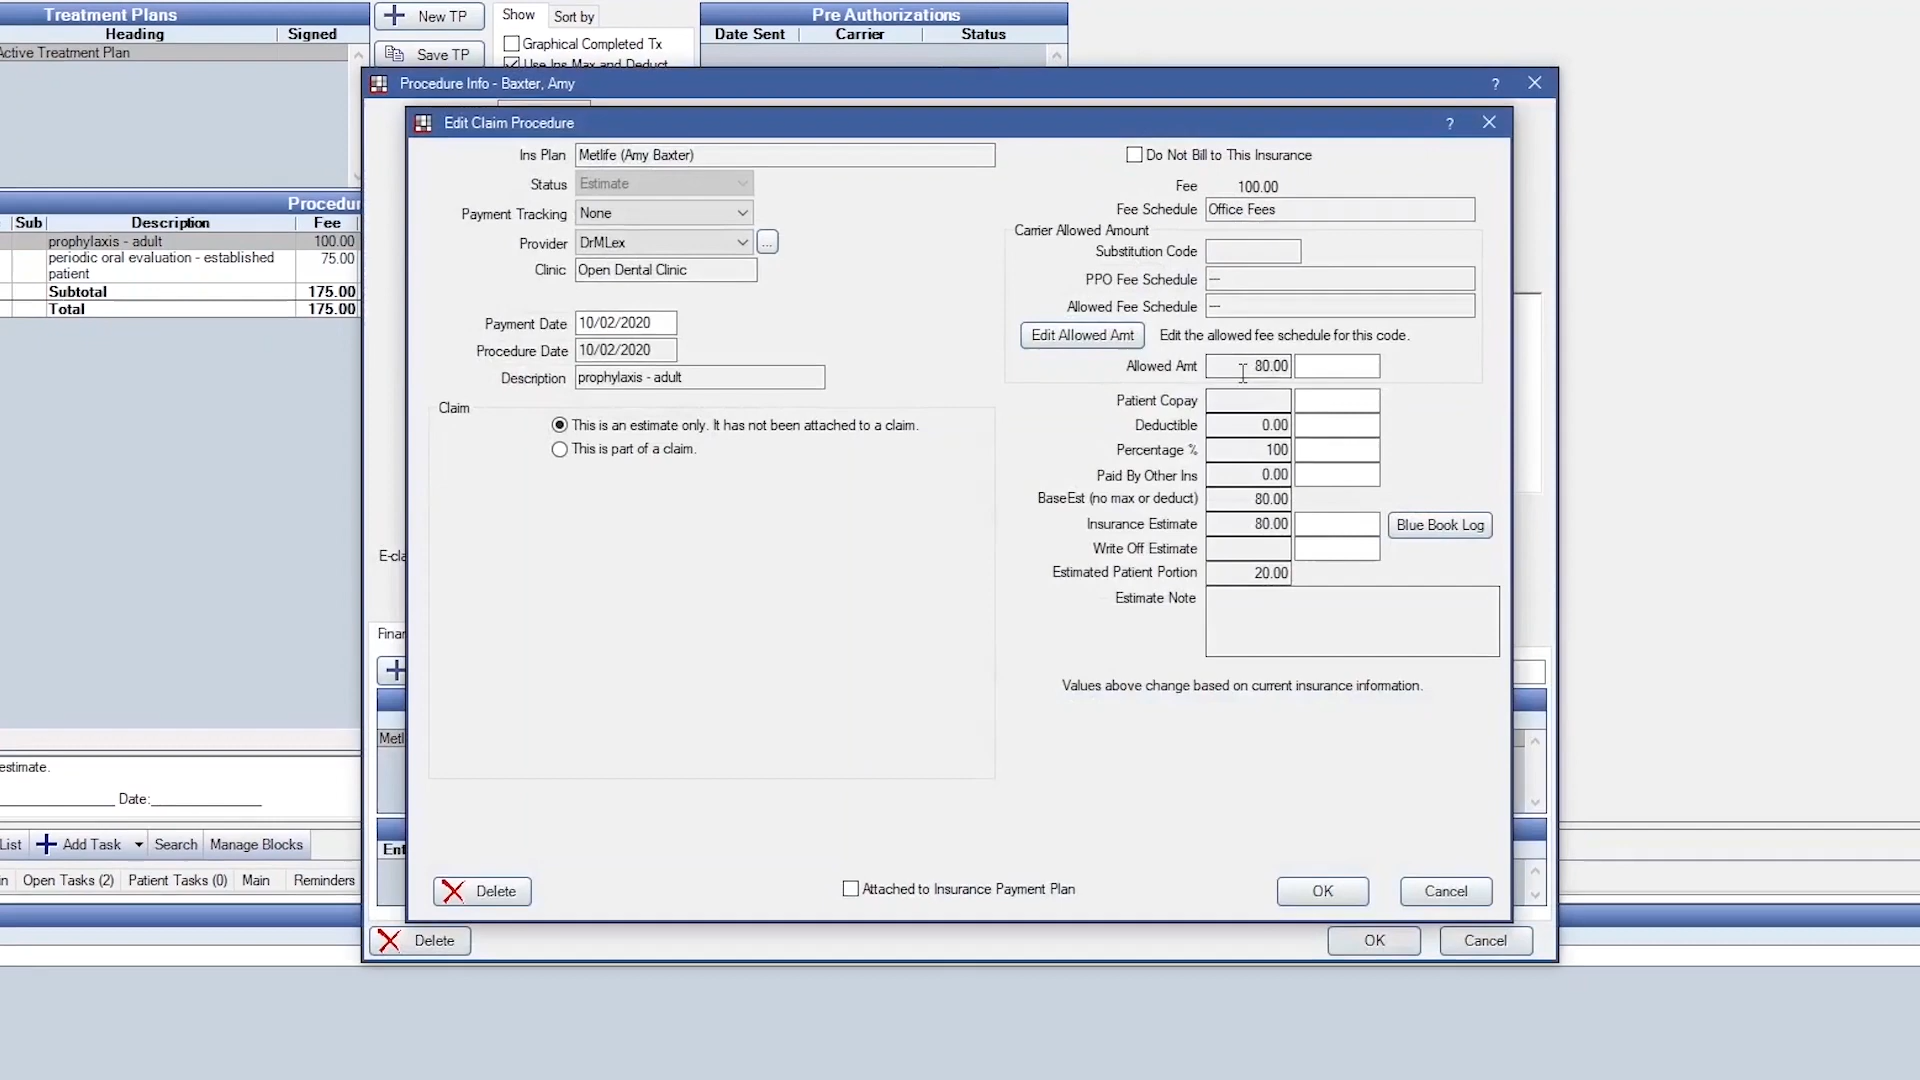 Treatment Plans
Heading Signed
Active Treatment Plan
New TP
Save TP
Show Sort by
Graphical Completed Tx
Use Ins Max and Deduct
Pre Authorizations
Date Sent Carrier Status
Sub Description Fee
prophylaxis - adult 100.00
periodic oral evaluation - established 75.00
patient
Subtotal 175.00
Total 175.00
estimate.
Date:
List Add Task Search Manage Blocks
Open Tasks (2) Patient Tasks (0) Main Reminders
Procedure Info - Baxter, Amy
?
Edit Claim Procedure
?
Ins Plan Metlife (Amy Baxter)
Status Estimate
Payment Tracking None
Provider DrMLex ...
Clinic Open Dental Clinic
Payment Date 10/02/2020
Procedure Date 10/02/2020
Description prophylaxis - adult
Claim
This is an estimate only. It has not been attached to a claim.
This is part of a claim.
Do Not Bill to This Insurance
Fee 100.00
Fee Schedule Office Fees
Carrier Allowed Amount
Substitution Code
PPO Fee Schedule ---
Allowed Fee Schedule ---
Edit Allowed Amt Edit the allowed fee schedule for this code.
Allowed Amt 80.00
Patient Copay
Deductible 0.00
Percentage % 100
Paid By Other Ins 0.00
BaseEst (no max or deduct) 80.00
Insurance Estimate 80.00 Blue Book Log
Write Off Estimate
Estimated Patient Portion 20.00
Estimate Note
Values above change based on current insurance information.
Delete
Attached to Insurance Payment Plan
OK Cancel
Delete
OK Cancel